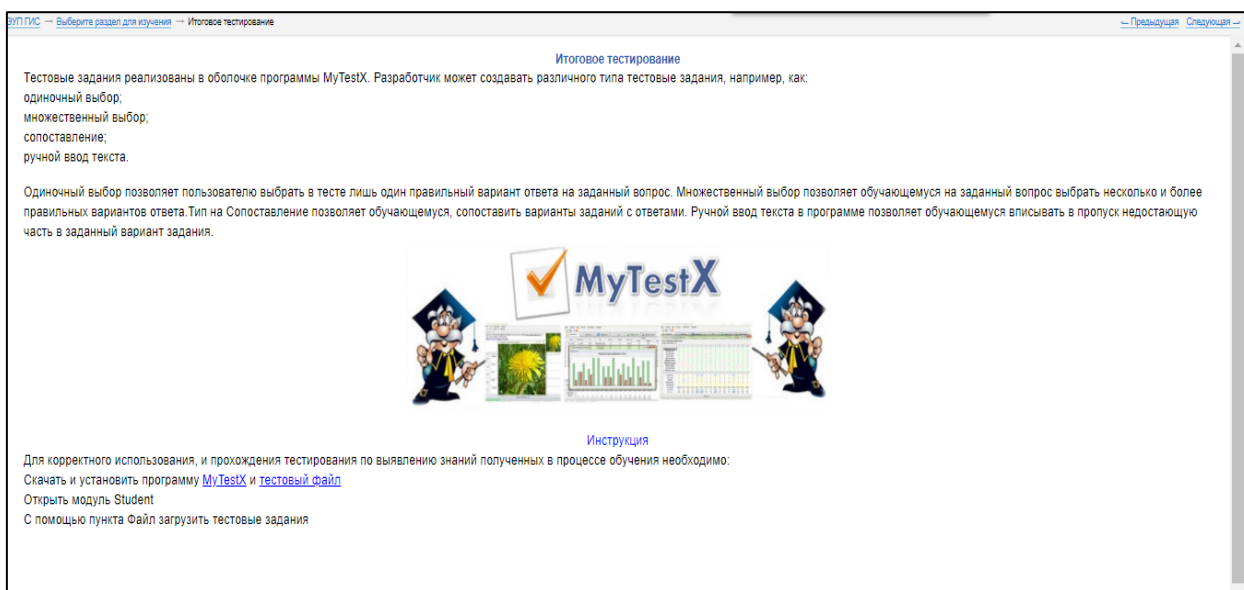 ЭУП ГИС → Выберите раздел для изучения → Итоговое тестирование
← Предыдущая Следующая →
Итоговое тестирование
Тестовые задания реализованы в оболочке программы MyTestX. Разработчик может создавать различного типа тестовые задания, например, как:
одиночный выбор;
множественный выбор;
сопоставление;
ручной ввод текста.
Одиночный выбор позволяет пользователю выбрать в тесте лишь один правильный вариант ответа на заданный вопрос. Множественный выбор позволяет обучающемуся на заданный вопрос выбрать несколько и более
правильных вариантов ответа.Тип на Сопоставление позволяет обучающемуся, сопоставить варианты заданий с ответами. Ручной ввод текста в программе позволяет обучающемуся вписывать в пропуск недостающую
часть в заданный вариант задания.
MyTestX
Инструкция
Для корректного использования, и прохождения тестирования по выявлению знаний полученных в процессе обучения необходимо:
Скачать и установить программу MyTestX и тестовый файл
Открыть модуль Student
С помощью пункта Файл загрузить тестовые задания